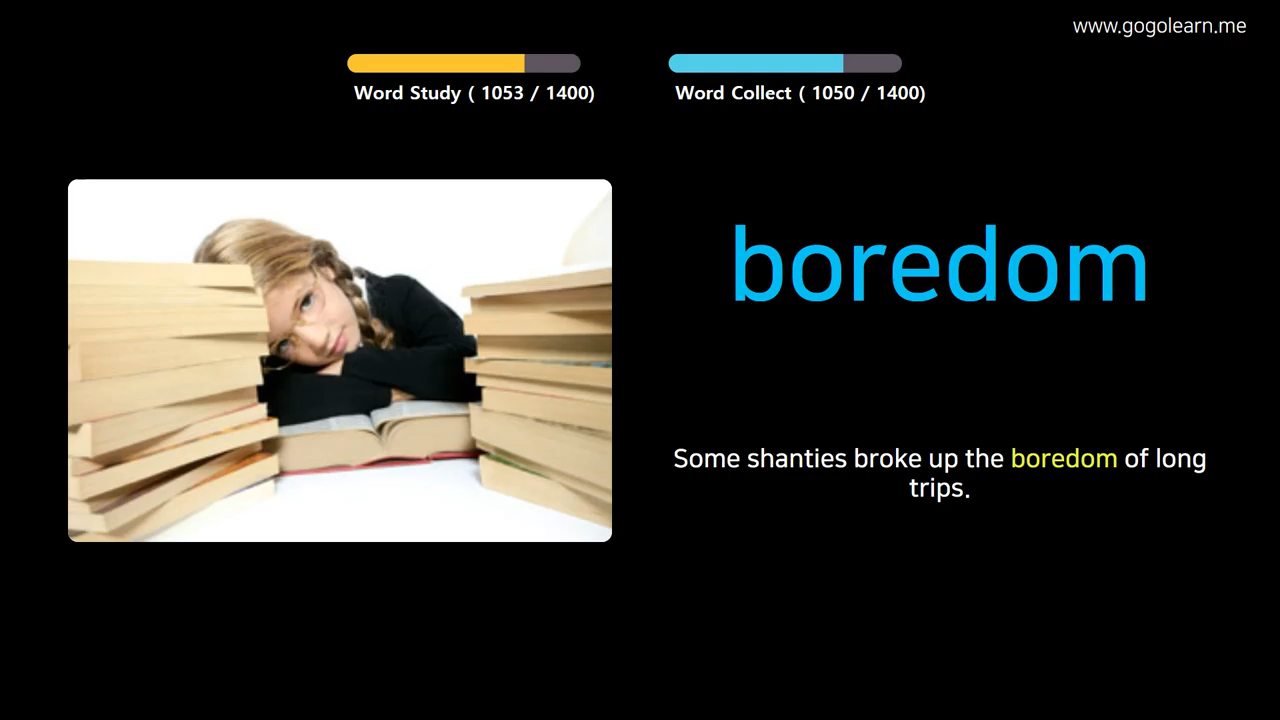 www.gogolearn.me
Word Study ( 1053 / 1400)
Word Collect ( 1050 / 1400)
boredom
Some shanties broke up the boredom of long
trips.